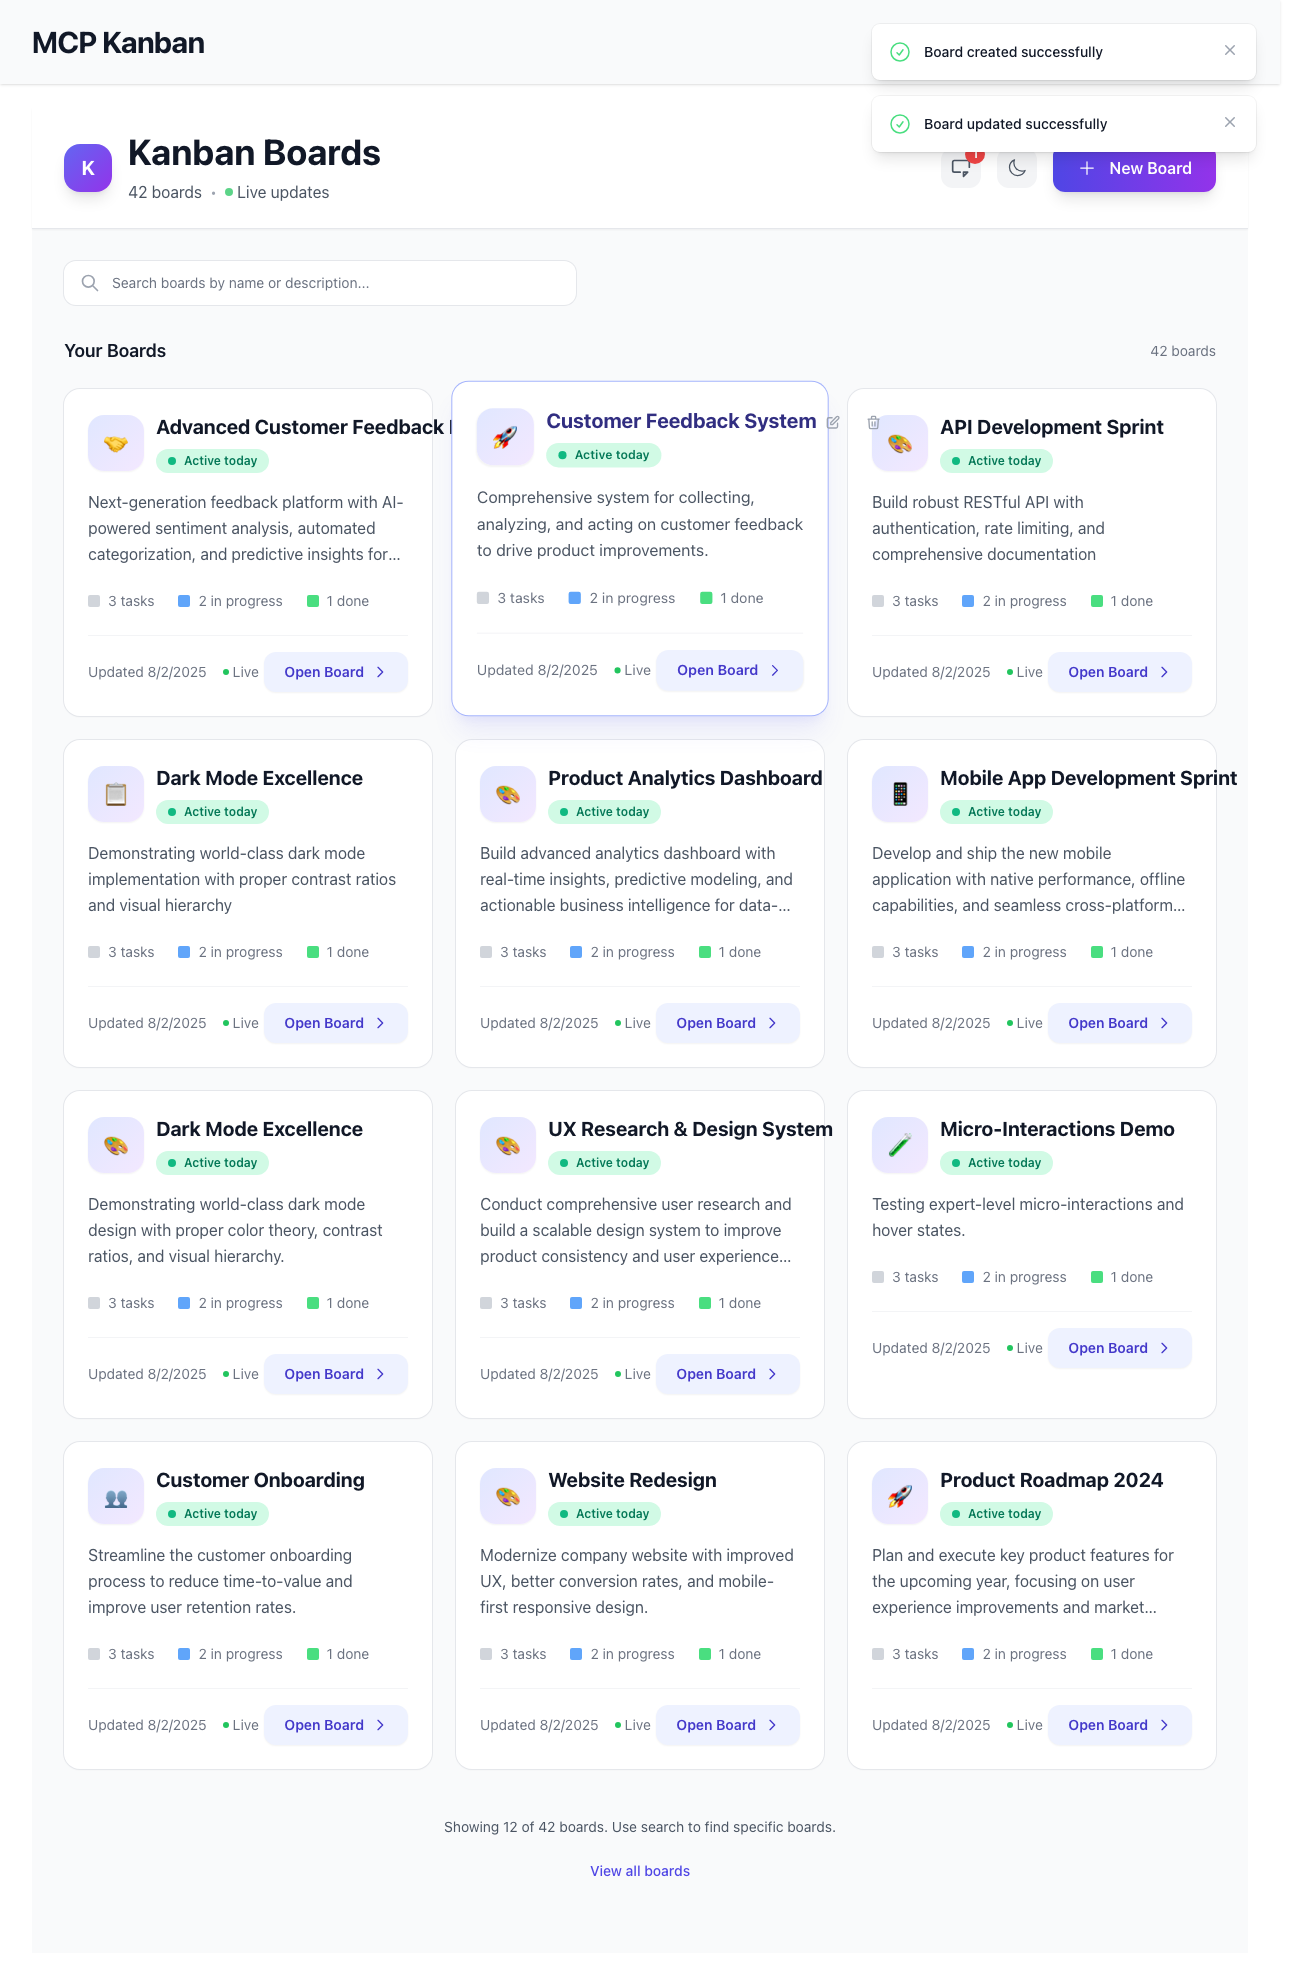 MCP Kanban
Board created successfully
Board updated successfully
K
Kanban Boards
42 boards • Live updates
New Board
Search boards by name or description...
Your Boards
42 boards
Advanced Customer Feedback
Active today
Next-generation feedback platform with AI-
powered sentiment analysis, automated
categorization, and predictive insights for...
3 tasks 2 in progress 1 done
Updated 8/2/2025 Live Open Board
Customer Feedback System
Active today
Comprehensive system for collecting,
analyzing, and acting on customer feedback
to drive product improvements.
3 tasks 2 in progress 1 done
Updated 8/2/2025 Live Open Board
API Development Sprint
Active today
Build robust RESTful API with
authentication, rate limiting, and
comprehensive documentation
3 tasks 2 in progress 1 done
Updated 8/2/2025 Live Open Board
Dark Mode Excellence
Active today
Demonstrating world-class dark mode
implementation with proper contrast ratios
and visual hierarchy
3 tasks 2 in progress 1 done
Updated 8/2/2025 Live Open Board
Product Analytics Dashboard
Active today
Build advanced analytics dashboard with
real-time insights, predictive modeling, and
actionable business intelligence for data-...
3 tasks 2 in progress 1 done
Updated 8/2/2025 Live Open Board
Mobile App Development Sprint
Active today
Develop and ship the new mobile
application with native performance, offline
capabilities, and seamless cross-platform...
3 tasks 2 in progress 1 done
Updated 8/2/2025 Live Open Board
Dark Mode Excellence
Active today
Demonstrating world-class dark mode
design with proper color theory, contrast
ratios, and visual hierarchy.
3 tasks 2 in progress 1 done
Updated 8/2/2025 Live Open Board
UX Research & Design System
Active today
Conduct comprehensive user research and
build a scalable design system to improve
product consistency and user experience...
3 tasks 2 in progress 1 done
Updated 8/2/2025 Live Open Board
Micro-Interactions Demo
Active today
Testing expert-level micro-interactions and
hover states.
3 tasks 2 in progress 1 done
Updated 8/2/2025 Live Open Board
Customer Onboarding
Active today
Streamline the customer onboarding
process to reduce time-to-value and
improve user retention rates.
3 tasks 2 in progress 1 done
Updated 8/2/2025 Live Open Board
Website Redesign
Active today
Modernize company website with improved
UX, better conversion rates, and mobile-
first responsive design.
3 tasks 2 in progress 1 done
Updated 8/2/2025 Live Open Board
Product Roadmap 2024
Active today
Plan and execute key product features for
the upcoming year, focusing on user
experience improvements and market...
3 tasks 2 in progress 1 done
Updated 8/2/2025 Live Open Board
Showing 12 of 42 boards. Use search to find specific boards.
View all boards